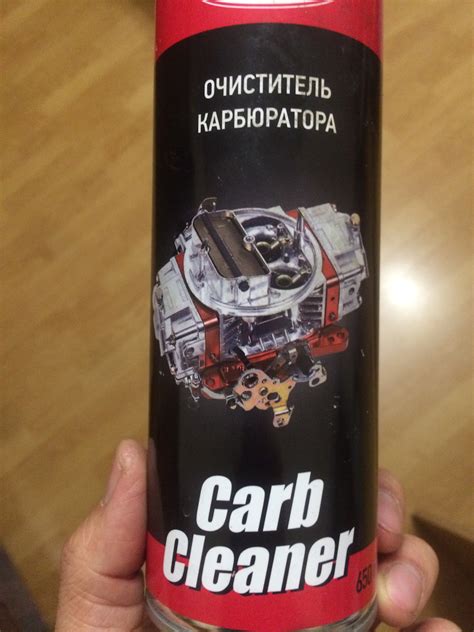 ОЧИСТИТЕЛЬ
КАРБЮРАТОРА
Carb
Cleaner
650